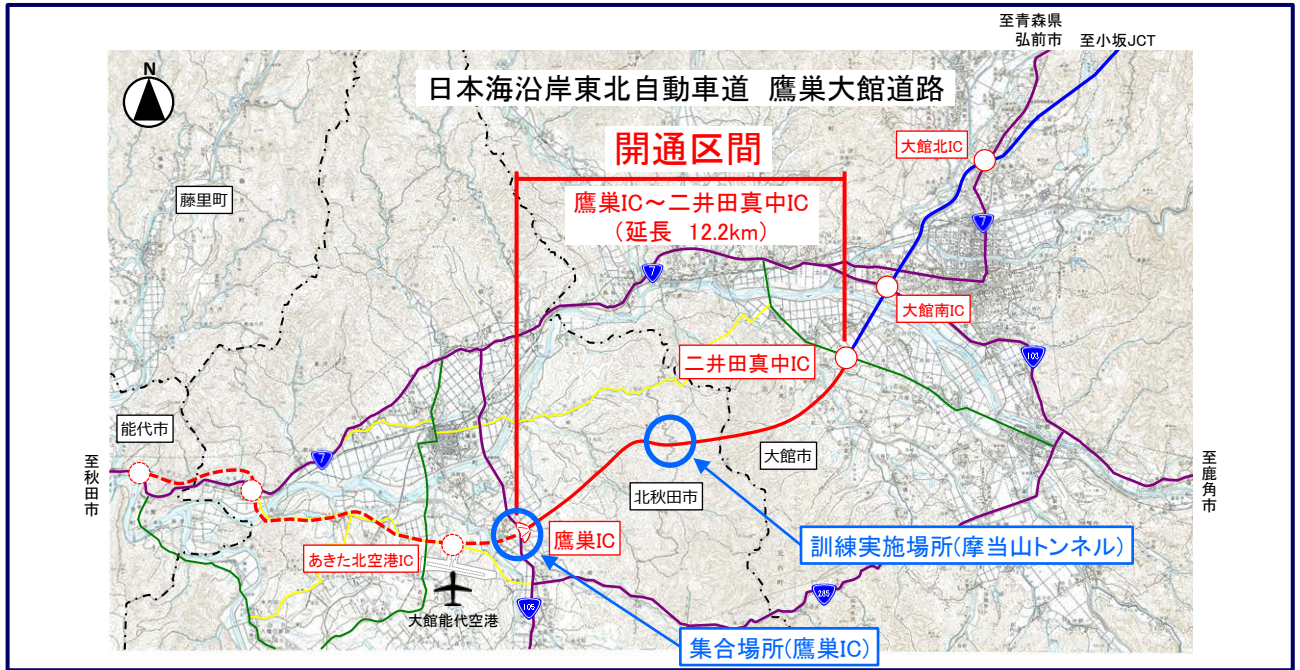 至青森県
弘前市
至小坂JCT
N
日本海沿岸東北自動車道 鷹巣大館道路
開通区間
鷹巣IC～二井田真中IC
(延長 12.2km)
大館北IC
藤里町
7
7
大館南IC
二井田真中IC
103
能代市
至秋田市
7
大館市
北秋田市
至鹿角市
あきた北空港IC
鷹巣IC
訓練実施場所(摩当山トンネル)
大館能代空港
105
285
集合場所(鷹巣IC)